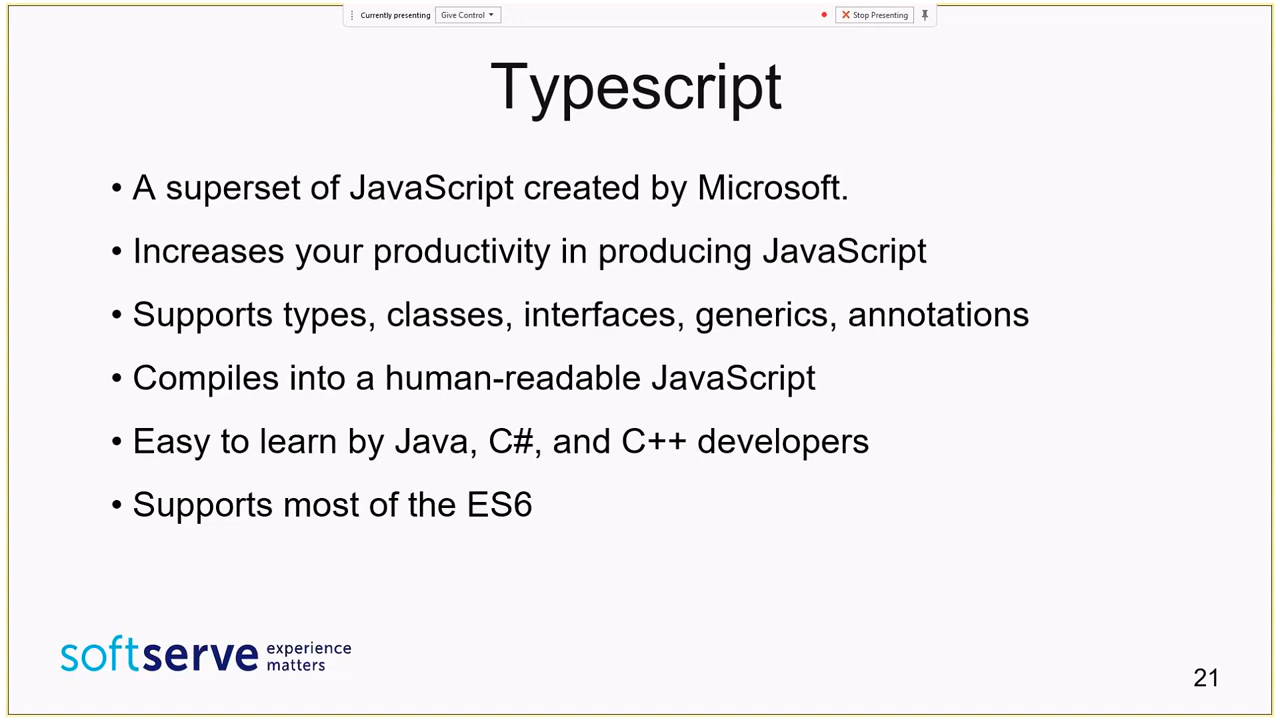 Currently presenting Give Control Stop Presenting
Typescript
• A superset of JavaScript created by Microsoft.
• Increases your productivity in producing JavaScript
• Supports types, classes, interfaces, generics, annotations
• Compiles into a human-readable JavaScript
• Easy to learn by Java, C#, and C++ developers
• Supports most of the ES6
softserve experience
matters
21